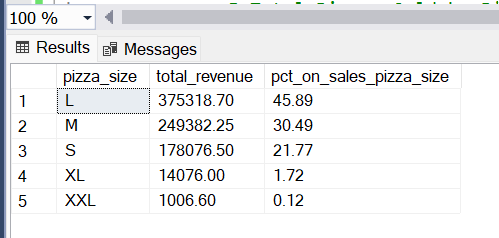 100 %
Results Messages
pizza_size total_revenue pct_on_sales_pizza_size
1 L 375318.70 45.89
2 M 249382.25 30.49
3 S 178076.50 21.77
4 XL 14076.00 1.72
5 XXL 1006.60 0.12